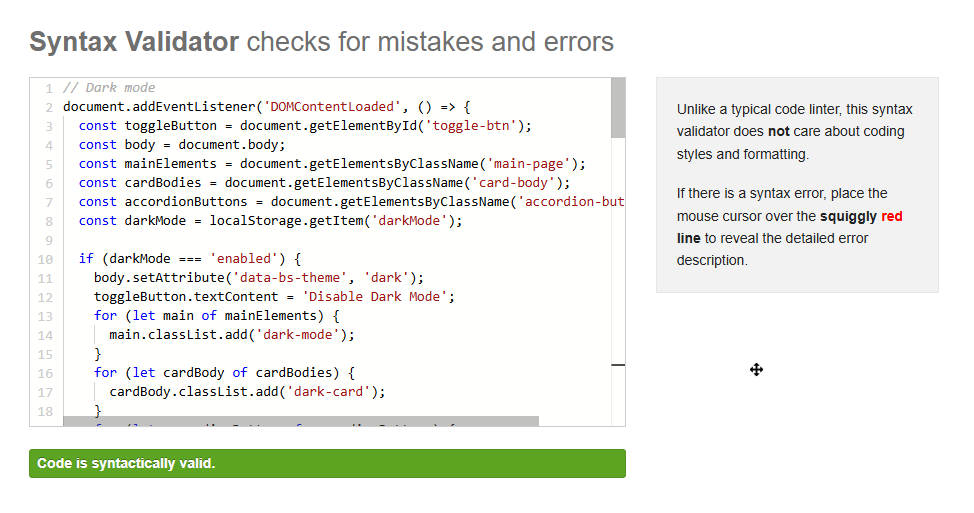 Syntax Validator checks for mistakes and errors
1 // Dark mode
2 document.addEventListener('DOMContentLoaded', () => {
3 const toggleButton = document.getElementById('toggle-btn');
4 const body = document.body;
5 const mainElements = document.getElementsByClassName('main-page');
6 const cardBodies = document.getElementsByClassName('card-body');
7 const accordionButtons = document.getElementsByClassName('accordion-but
8 const darkMode = localStorage.getItem('darkMode');
9
10 if (darkMode === 'enabled') {
11 body.setAttribute('data-bs-theme', 'dark');
12 toggleButton.textContent = 'Disable Dark Mode';
13 for (let main of mainElements) {
14 main.classList.add('dark-mode');
15 }
16 for (let cardBody of cardBodies) {
17 cardBody.classList.add('dark-card');
18 }
Code is syntactically valid.
Unlike a typical code linter, this syntax
validator does not care about coding
styles and formatting.
If there is a syntax error, place the
mouse cursor over the squiggly red
line to reveal the detailed error
description.